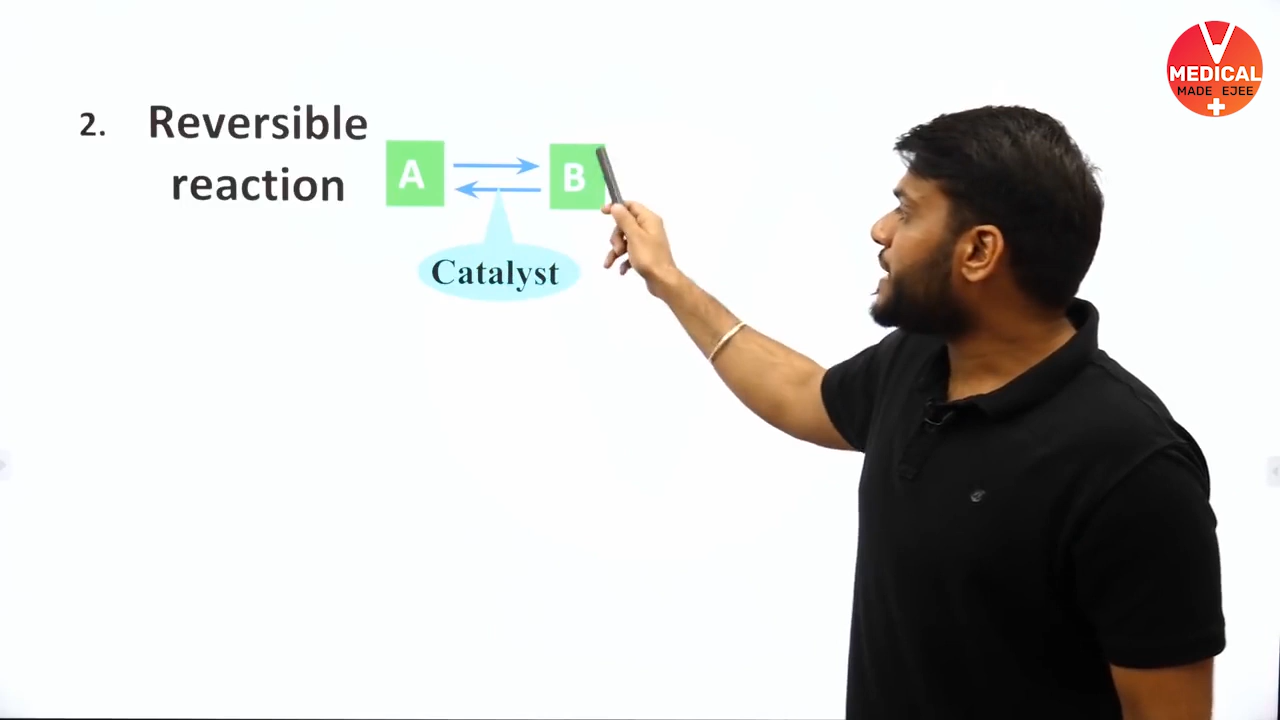 2. Reversible
reaction
A
B
Catalyst
V
MEDICAL
MADE EJEE